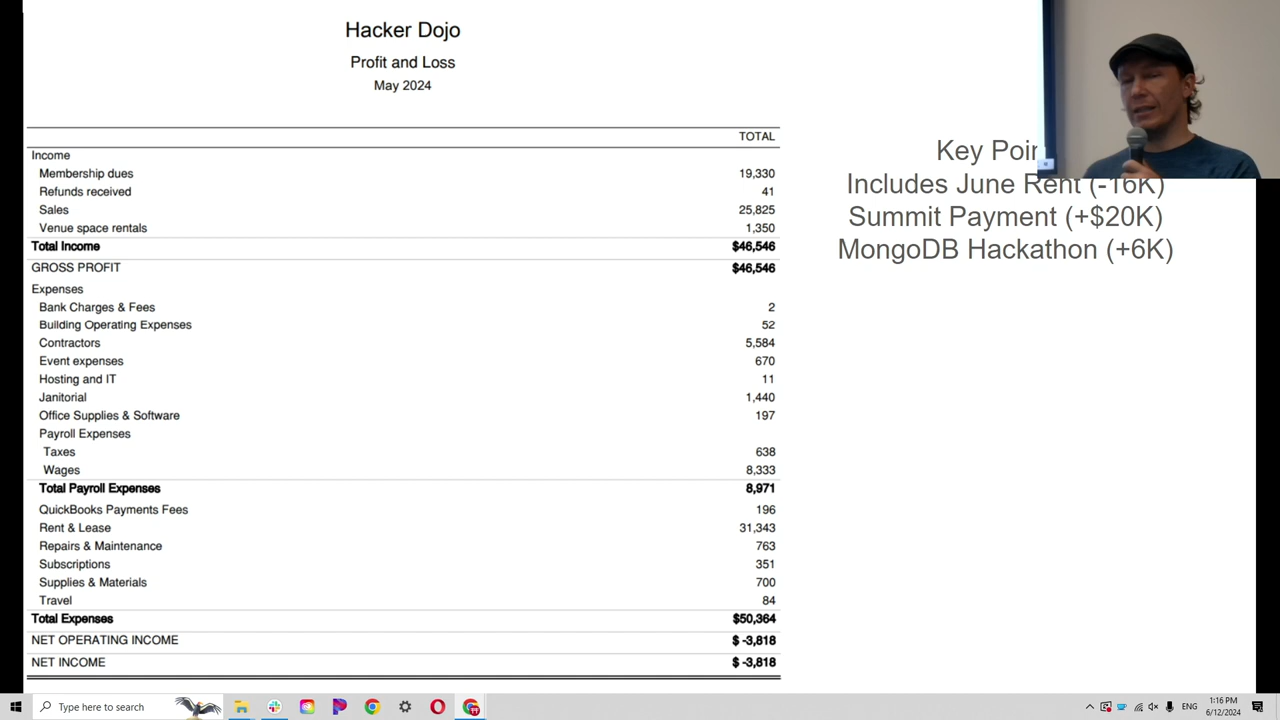 Hacker Dojo
Profit and Loss
May 2024
TOTAL
Income
Membership dues 19,330
Refunds received 41
Sales 25,825
Venue space rentals 1,350
Total Income $46,546
GROSS PROFIT $46,546
Expenses
Bank Charges & Fees 2
Building Operating Expenses 52
Contractors 5,584
Event expenses 670
Hosting and IT 11
Janitorial 1,440
Office Supplies & Software 197
Payroll Expenses
Taxes 638
Wages 8,333
Total Payroll Expenses 8,971
QuickBooks Payments Fees 196
Rent & Lease 31,343
Repairs & Maintenance 763
Subscriptions 351
Supplies & Materials 700
Travel 84
Total Expenses $50,364
NET OPERATING INCOME $ -3,818
NET INCOME $ -3,818
Key
Includes June Rent (-16K)
Summit Payment (+$20K)
MongoDB Hackathon (+6K)
Type here to search
ENG
1:16 PM
6/12/2024